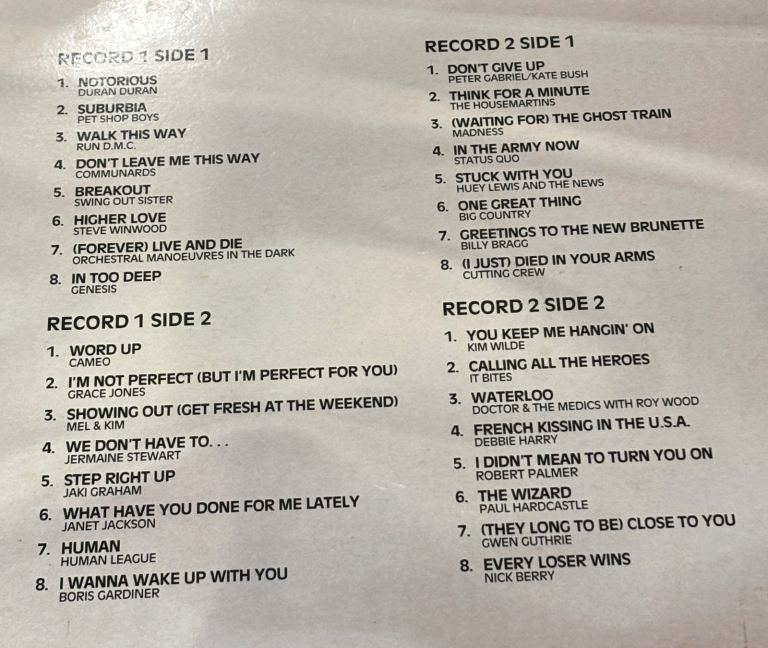 RECORD 1 SIDE 1
1. NOTORIOUS
DURAN DURAN
2. SUBURBIA
PET SHOP BOYS
3. WALK THIS WAY
RUN D.M.C.
4. DON'T LEAVE ME THIS WAY
COMMUNARDS
5. BREAKOUT
SWING OUT SISTER
6. HIGHER LOVE
STEVE WINWOOD
7. (FOREVER) LIVE AND DIE
ORCHESTRAL MANOEUVRES IN THE DARK
8. IN TOO DEEP
GENESIS
RECORD 1 SIDE 2
1. WORD UP
CAMEO
2. I'M NOT PERFECT (BUT I'M PERFECT FOR YOU)
GRACE JONES
3. SHOWING OUT (GET FRESH AT THE WEEKEND)
MEL & KIM
4. WE DON'T HAVE TO...
JERMAINE STEWART
5. STEP RIGHT UP
JAKI GRAHAM
6. WHAT HAVE YOU DONE FOR ME LATELY
JANET JACKSON
7. HUMAN
HUMAN LEAGUE
8. I WANNA WAKE UP WITH YOU
BORIS GARDINER
RECORD 2 SIDE 1
1. DON'T GIVE UP
PETER GABRIEL/KATE BUSH
2. THINK FOR A MINUTE
THE HOUSEMARTINS
3. (WAITING FOR) THE GHOST TRAIN
MADNESS
4. IN THE ARMY NOW
STATUS QUO
5. STUCK WITH YOU
HUEY LEWIS AND THE NEWS
6. ONE GREAT THING
BIG COUNTRY
7. GREETINGS TO THE NEW BRUNETTE
BILLY BRAGG
8. (I JUST) DIED IN YOUR ARMS
CUTTING CREW
RECORD 2 SIDE 2
1. YOU KEEP ME HANGIN' ON
KIM WILDE
2. CALLING ALL THE HEROES
IT BITES
3. WATERLOO
DOCTOR & THE MEDICS WITH ROY WOOD
4. FRENCH KISSING IN THE U.S.A.
DEBBIE HARRY
5. I DIDN'T MEAN TO TURN YOU ON
ROBERT PALMER
6. THE WIZARD
PAUL HARDCASTLE
7. (THEY LONG TO BE) CLOSE TO YOU
GWEN GUTHRIE
8. EVERY LOSER WINS
NICK BERRY